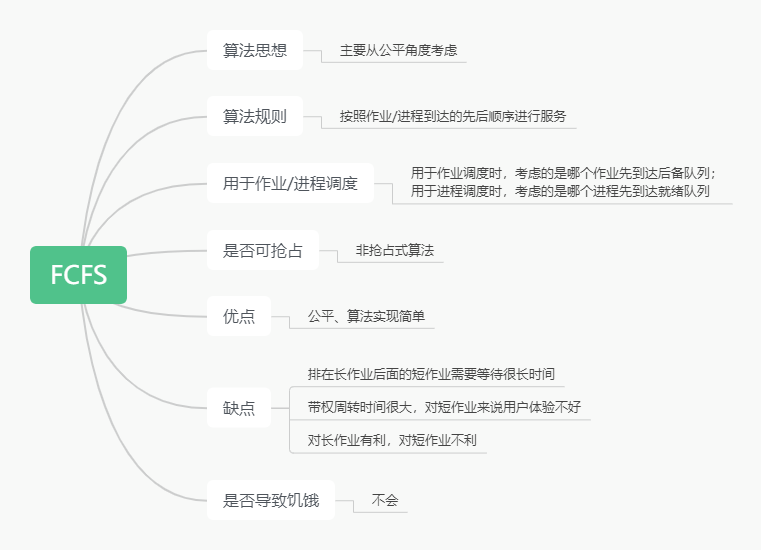 FCFS
算法思想
主要从公平角度考虑
算法规则
按照作业/进程到达的先后顺序进行服务
用于作业/进程调度
用于作业调度时，考虑的是哪个作业先到达后备队列；
用于进程调度时，考虑的是哪个进程先到达就绪队列
是否可抢占
非抢占式算法
优点
公平、算法实现简单
缺点
排在长作业后面的短作业需要等待很长时间
带权周转时间很大，对短作业来说用户体验不好
对长作业有利，对短作业不利
是否导致饥饿
不会